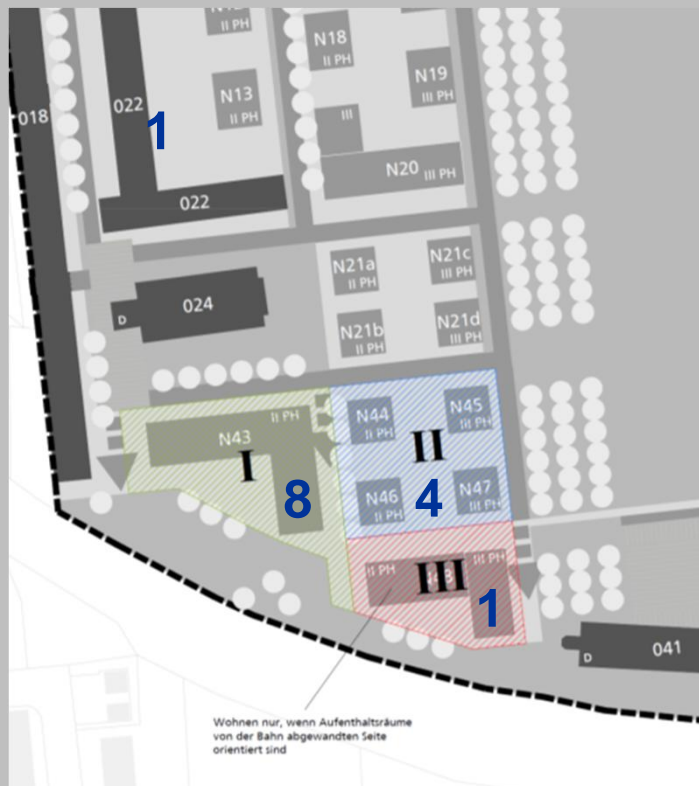 II PH
N18
II PH
N19
III PH
018
022
1
N13
II PH
III
N20
III PH
022
N21a
II PH
N21c
III PH
024
D
N21b
II PH
N21d
III PH
II PH
N43
I
8
N44
II PH
N45
III PH
II
N46
II PH
4
N47
III PH
II PH
III
III PH
1
D
041
Wohnen nur, wenn Aufenthaltsräume
von der Bahn abgewandten Seite
orientiert sind